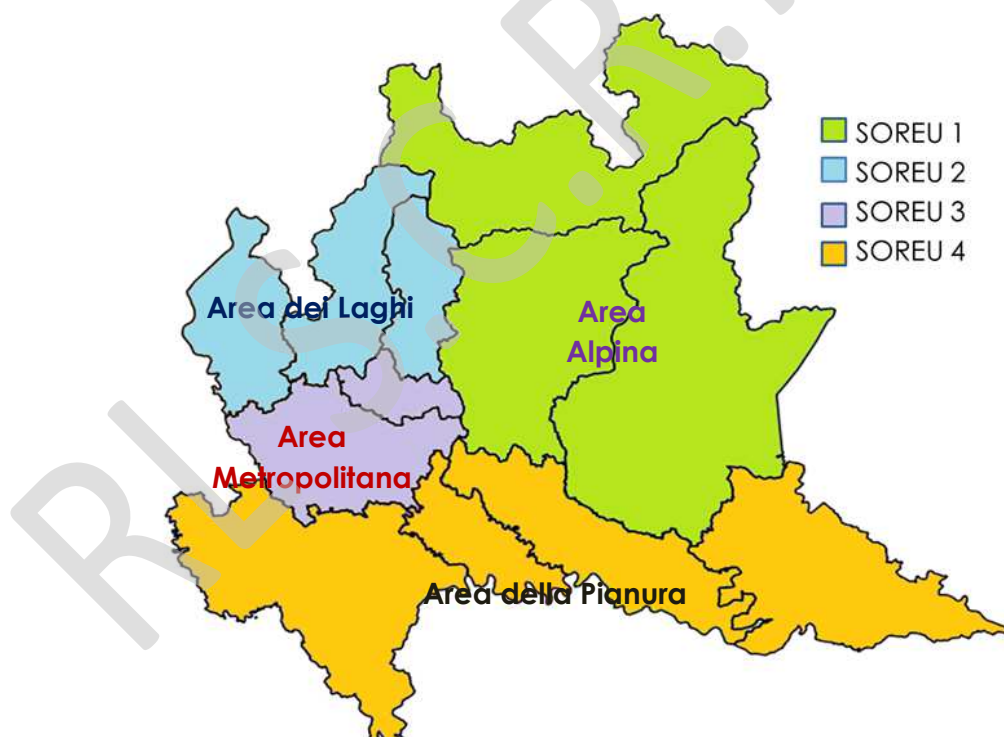 SOREU 1
SOREU 2
SOREU 3
SOREU 4
Area dei Laghi
Area
Alpina
Area
Metropolitana
Area della Pianura